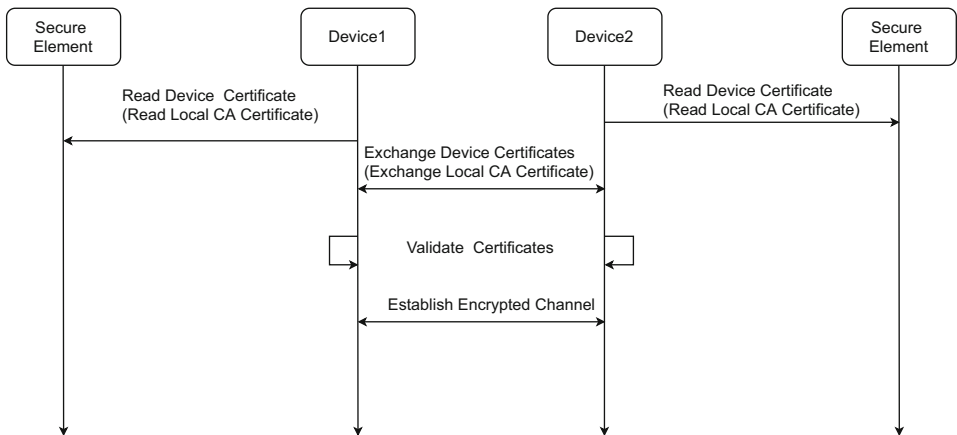 Secure
Element
Device1
Device2
Secure
Element
Read Device Certificate
(Read Local CA Certificate)
Read Device Certificate
(Read Local CA Certificate)
Exchange Device Certificates
(Exchange Local CA Certificate)
Validate Certificates
Establish Encrypted Channel